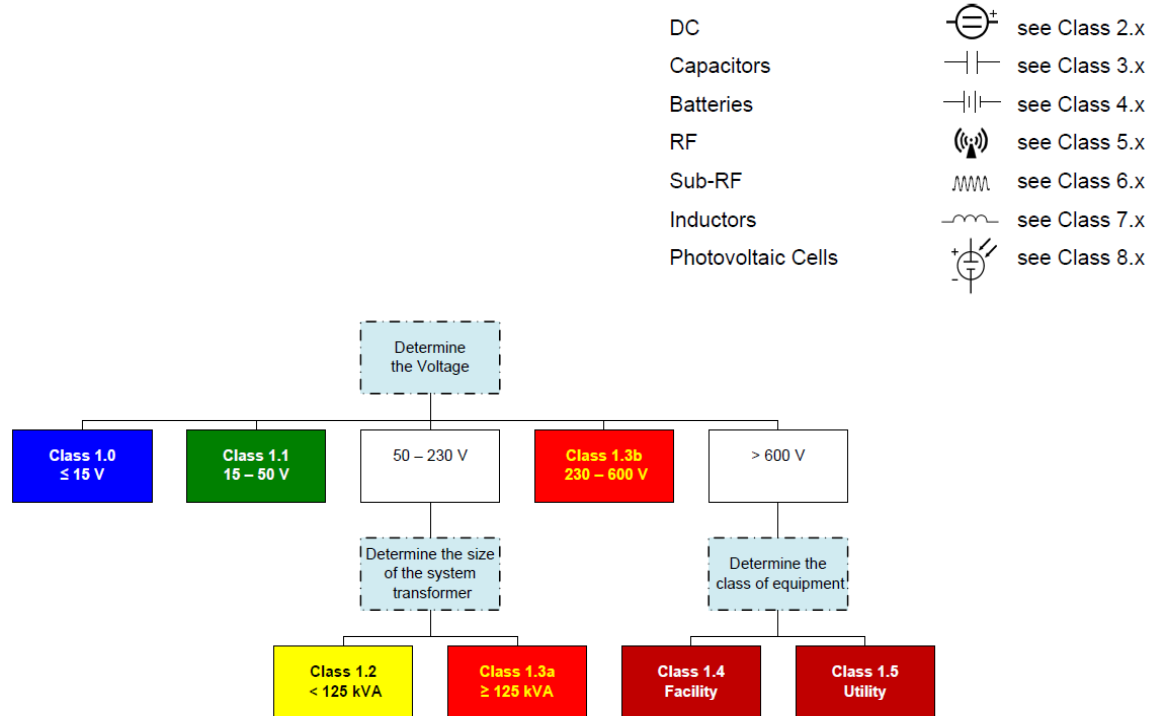 DC see Class 2.x
Capacitors see Class 3.x
Batteries see Class 4.x
RF see Class 5.x
Sub-RF see Class 6.x
Inductors see Class 7.x
Photovoltaic Cells see Class 8.x
Determine
the Voltage
Class 1.0
≤ 15 V
Class 1.1
15 – 50 V
50 – 230 V
Class 1.3b
230 – 600 V
> 600 V
Determine the size
of the system
transformer
Determine the
class of equipment
Class 1.2
< 125 kVA
Class 1.3a
≥ 125 kVA
Class 1.4
Facility
Class 1.5
Utility